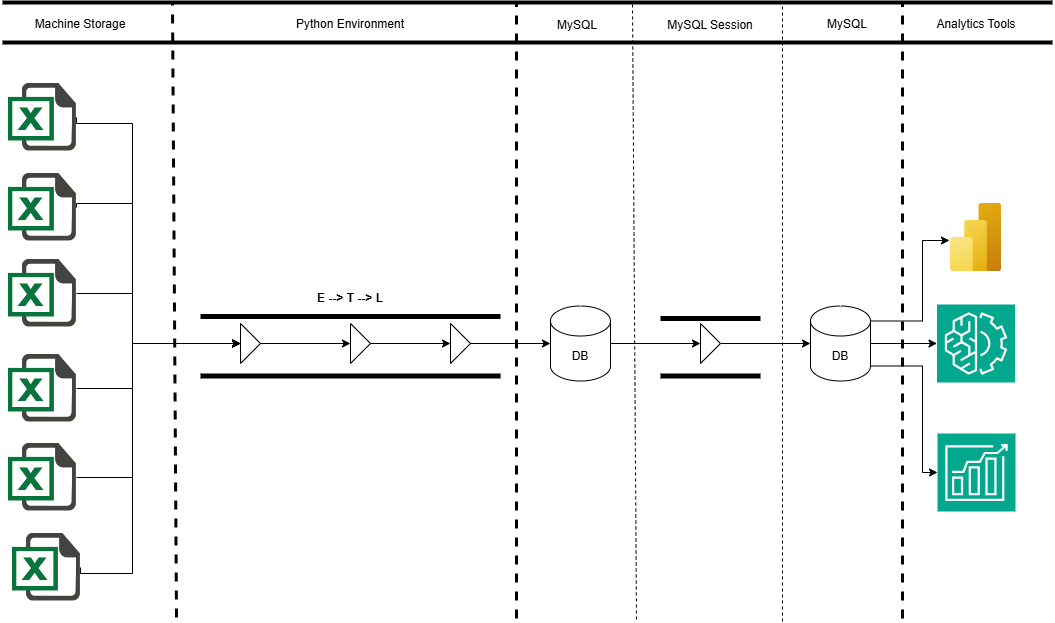 Machine Storage
Python Environment
MySQL
MySQL Session
MySQL
Analytics Tools
X
X
X
X
X
X
E --> T --> L
DB
DB